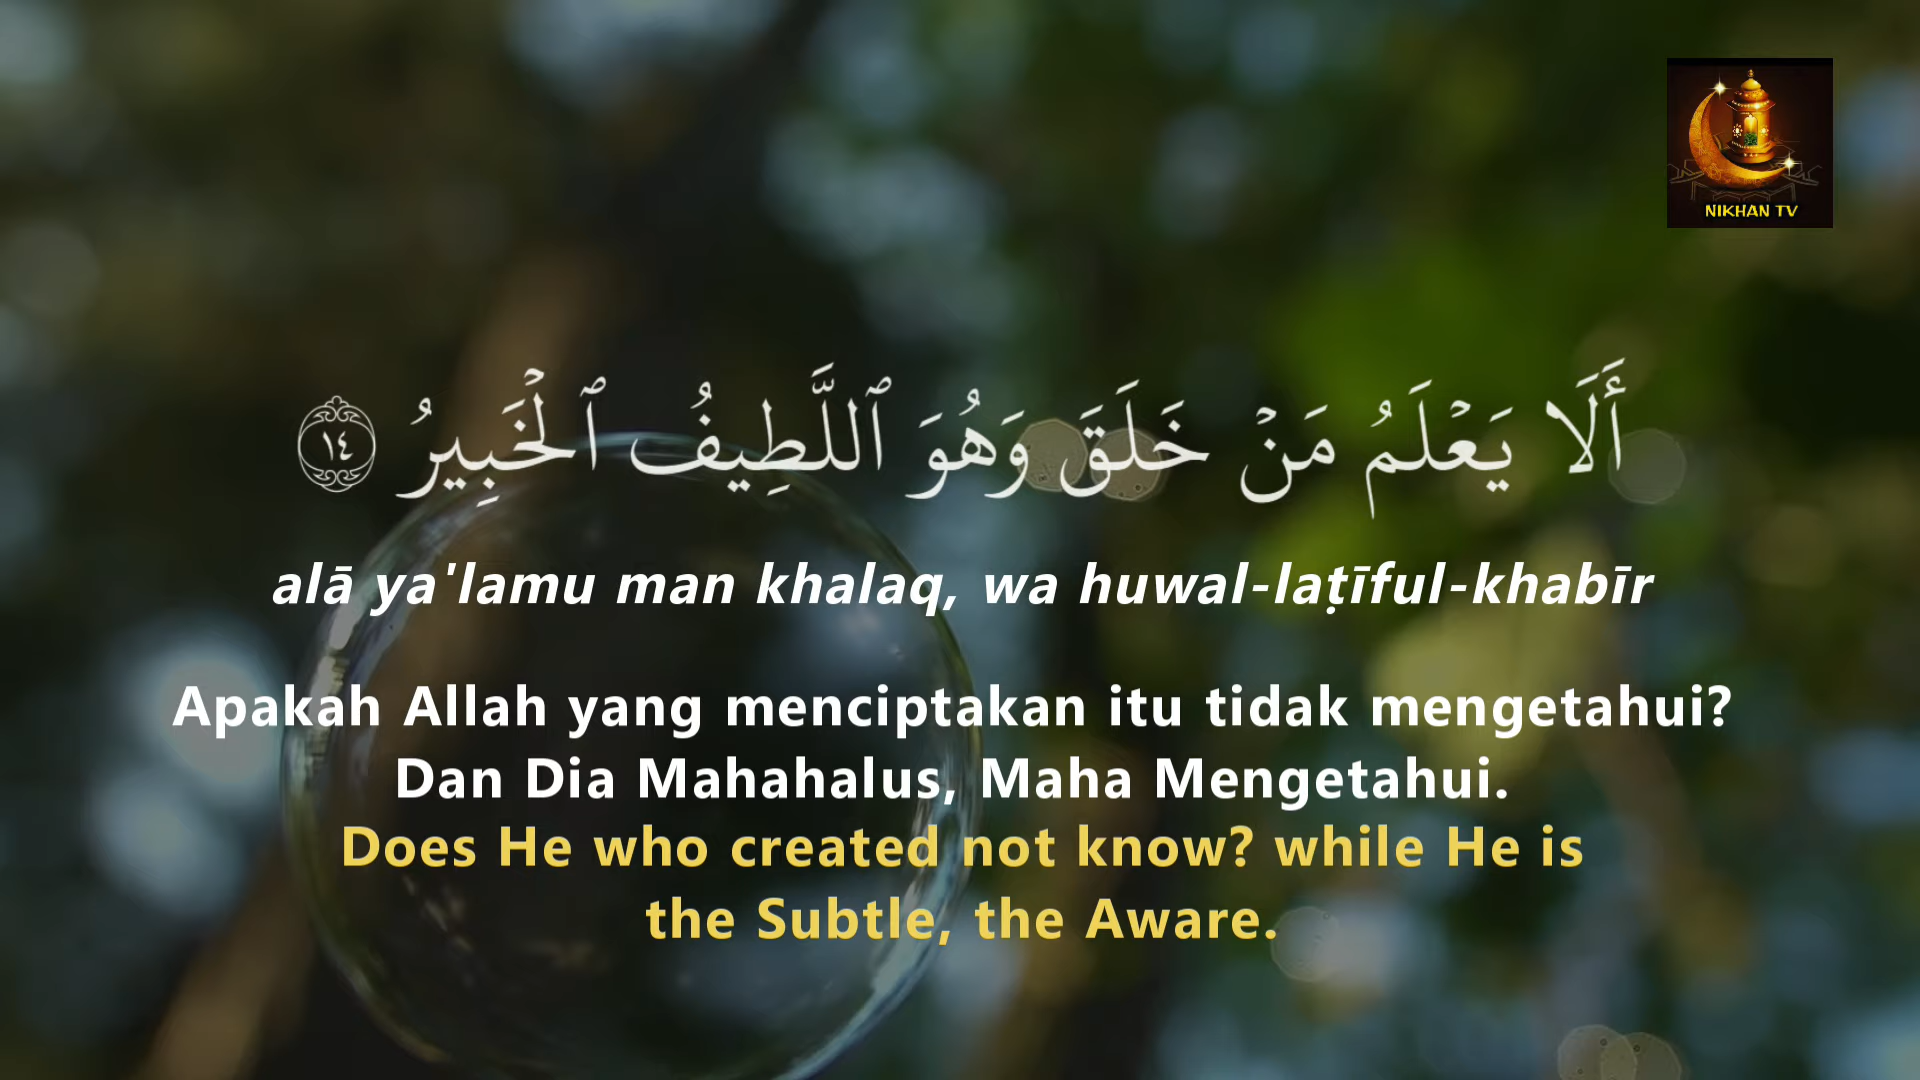 NIKHAN TV
أَلَا يَعۡلَمُ مَنۡ خَلَقَ وَهُوَ ٱللَّطِيفُ ٱلۡخَبِيرُ ١٤
alā ya'lamu man khalaq, wa huwal-laṭīful-khabīr
Apakah Allah yang menciptakan itu tidak mengetahui?
Dan Dia Mahahalus, Maha Mengetahui.
Does He who created not know? while He is
the Subtle, the Aware.